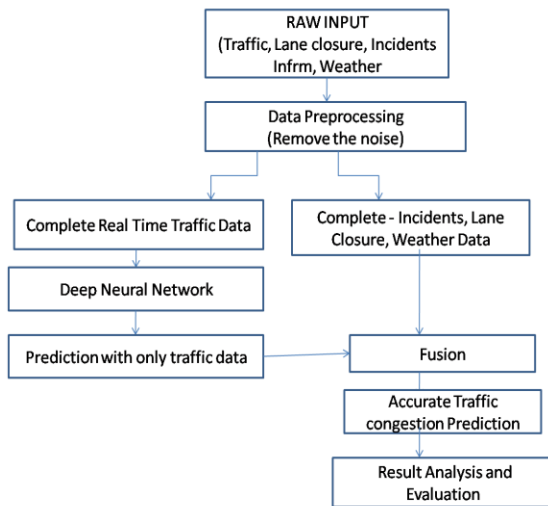 RAW INPUT
(Traffic, Lane closure, Incidents
Infrm, Weather
Data Preprocessing
(Remove the noise)
Complete Real Time Traffic Data
Complete - Incidents, Lane
Closure, Weather Data
Deep Neural Network
Prediction with only traffic data
Fusion
Accurate Traffic
congestion Prediction
Result Analysis and
Evaluation